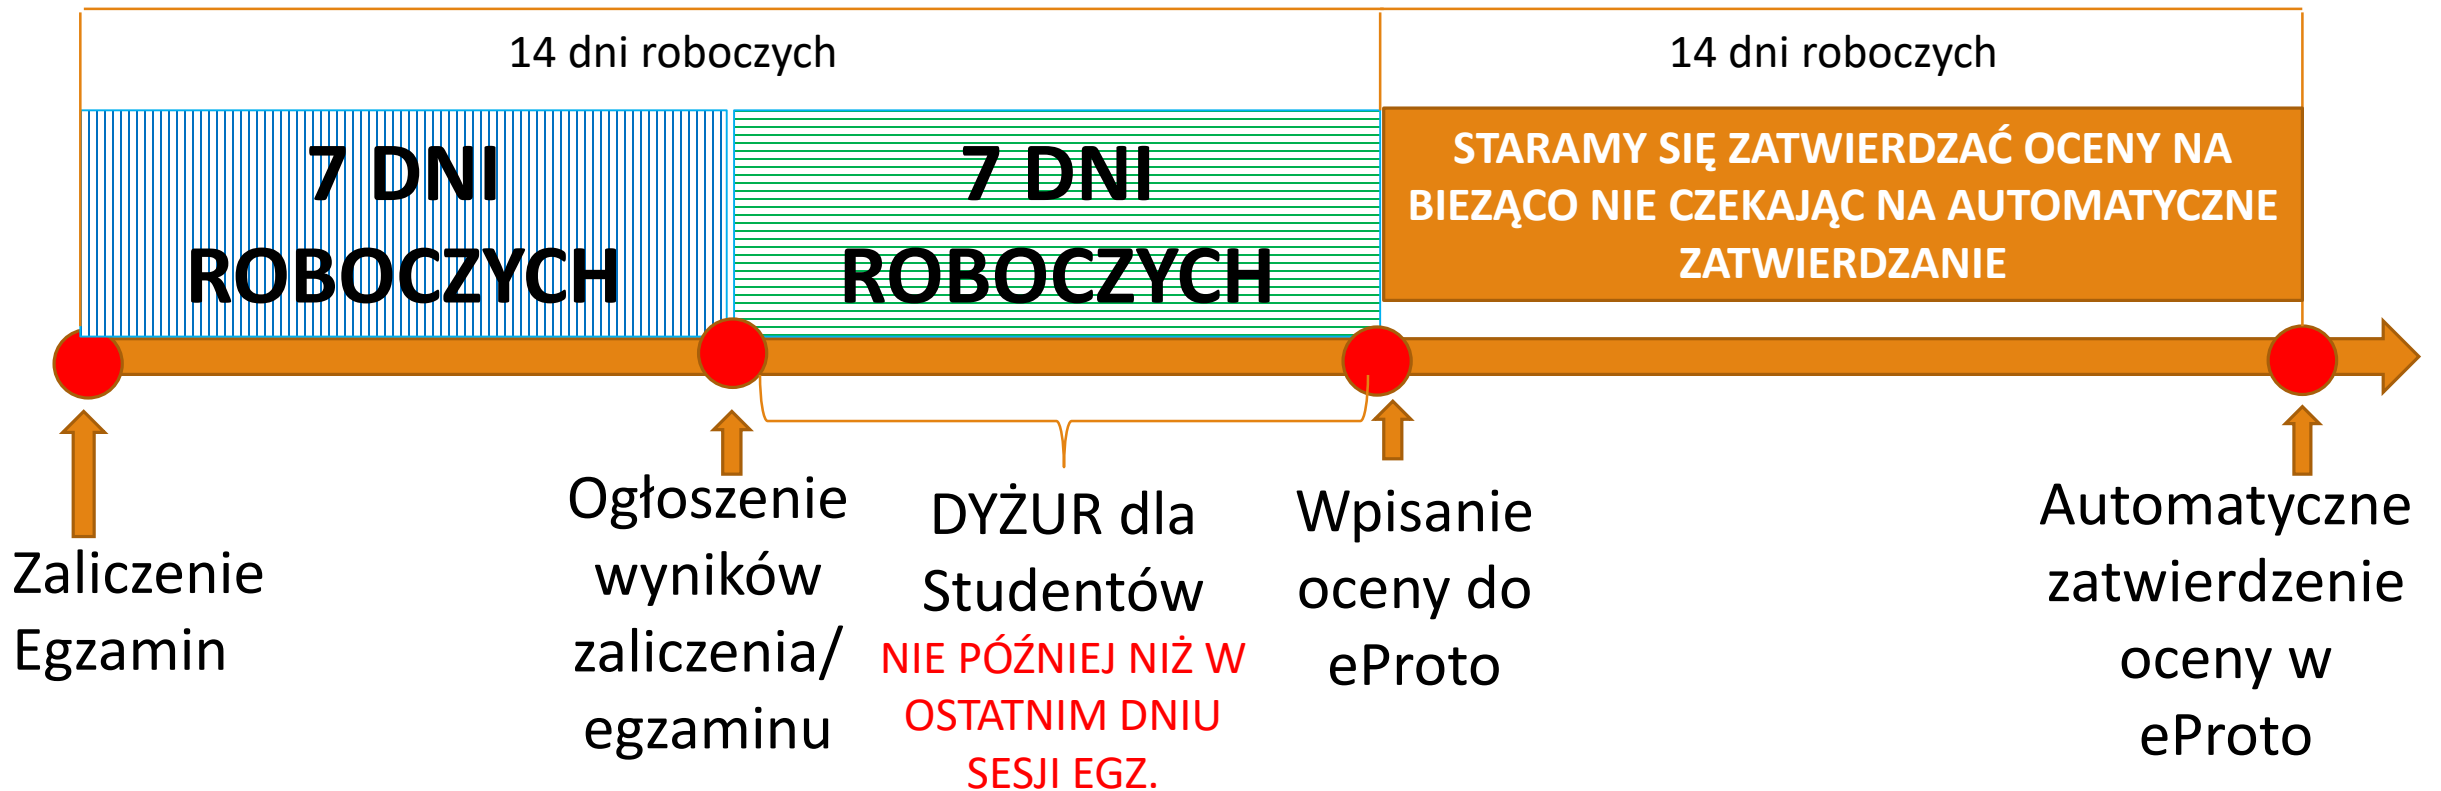 14 dni roboczych
14 dni roboczych
7 DNI
ROBOCZYCH
7 DNI
ROBOCZYCH
STARAMY SIĘ ZATWIERDZAĆ OCENY NA
BIEZĄCO NIE CZEKAJĄC NA AUTOMATYCZNE
ZATWIERDZANIE
Zaliczenie
Egzamin
Ogłoszenie
wyników
zaliczenia/
egzaminu
DYŻUR dla
Studentów
NIE PÓŹNIEJ NIŻ W
OSTATNIM DNIU
SESJI EGZ.
Wpisanie
oceny do
eProto
Automatyczne
zatwierdzenie
oceny w
eProto